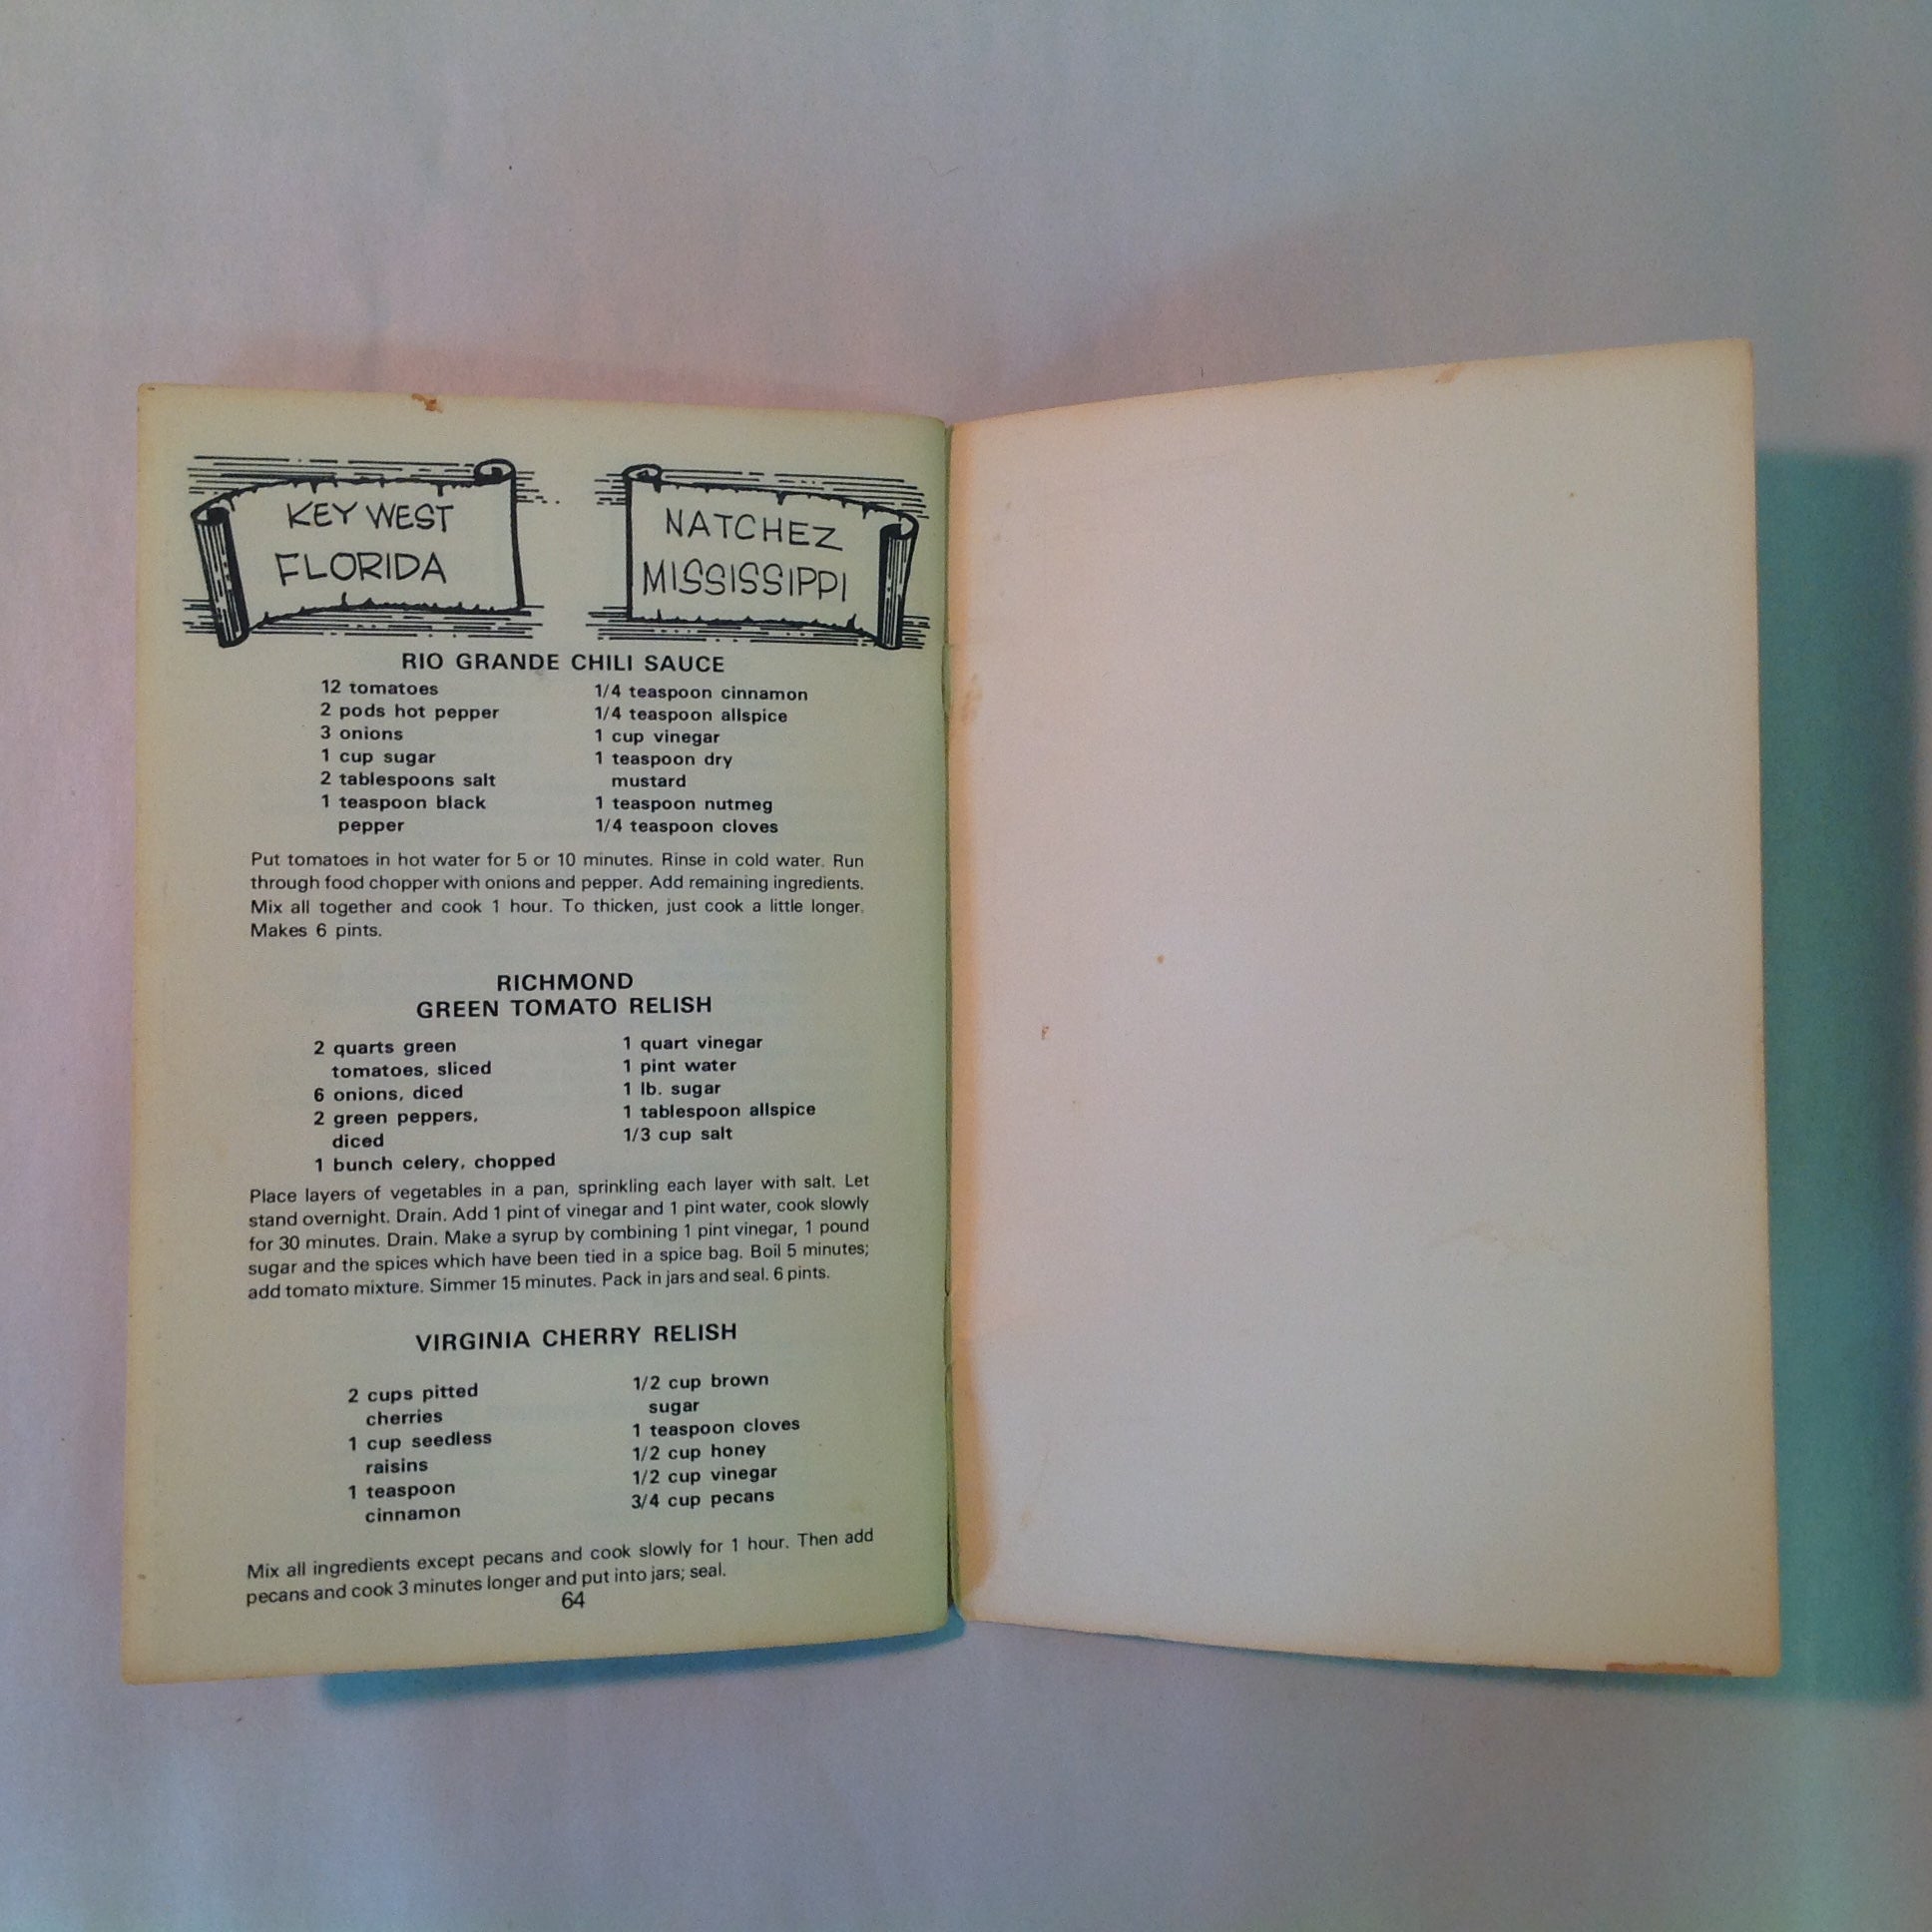 KEY WEST
FLORIDA
NATCHEZ
MISSISSIPPI
RIO GRANDE CHILI SAUCE
12 tomatoes
2 pods hot pepper
3 onions
1 cup sugar
2 tablespoons salt
1 teaspoon black
pepper
1/4 teaspoon cinnamon
1/4 teaspoon allspice
1 cup vinegar
1 teaspoon dry
mustard
1 teaspoon nutmeg
1/4 teaspoon cloves
Put tomatoes in hot water for 5 or 10 minutes. Rinse in cold water. Run
through food chopper with onions and pepper. Add remaining ingredients.
Mix all together and cook 1 hour. To thicken, just cook a little longer.
Makes 6 pints.
RICHMOND
GREEN TOMATO RELISH
2 quarts green
tomatoes, sliced
6 onions, diced
2 green peppers,
diced
1 bunch celery, chopped
1 quart vinegar
1 pint water
1 lb. sugar
1 tablespoon allspice
1/3 cup salt
Place layers of vegetables in a pan, sprinkling each layer with salt. Let
stand overnight. Drain. Add 1 pint of vinegar and 1 pint water, cook slowly
for 30 minutes. Drain. Make a syrup by combining 1 pint vinegar, 1 pound
sugar and the spices which have been tied in a spice bag. Boil 5 minutes;
add tomato mixture. Simmer 15 minutes. Pack in jars and seal. 6 pints.
VIRGINIA CHERRY RELISH
2 cups pitted
cherries
1 cup seedless
raisins
1 teaspoon
cinnamon
1/2 cup brown
sugar
1 teaspoon cloves
1/2 cup honey
1/2 cup vinegar
3/4 cup pecans
Mix all ingredients except pecans and cook slowly for 1 hour. Then add
pecans and cook 3 minutes longer and put into jars; seal.
64